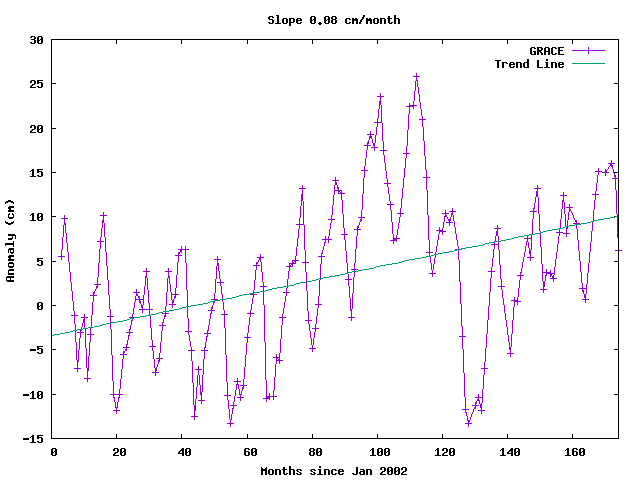 Slope 0.08 cm/month
GRACE
Trend Line
Anomaly (cm)
30
25
20
15
10
5
0
-5
-10
-15
0 20 40 60 80 100 120 140 160
Months since Jan 2002